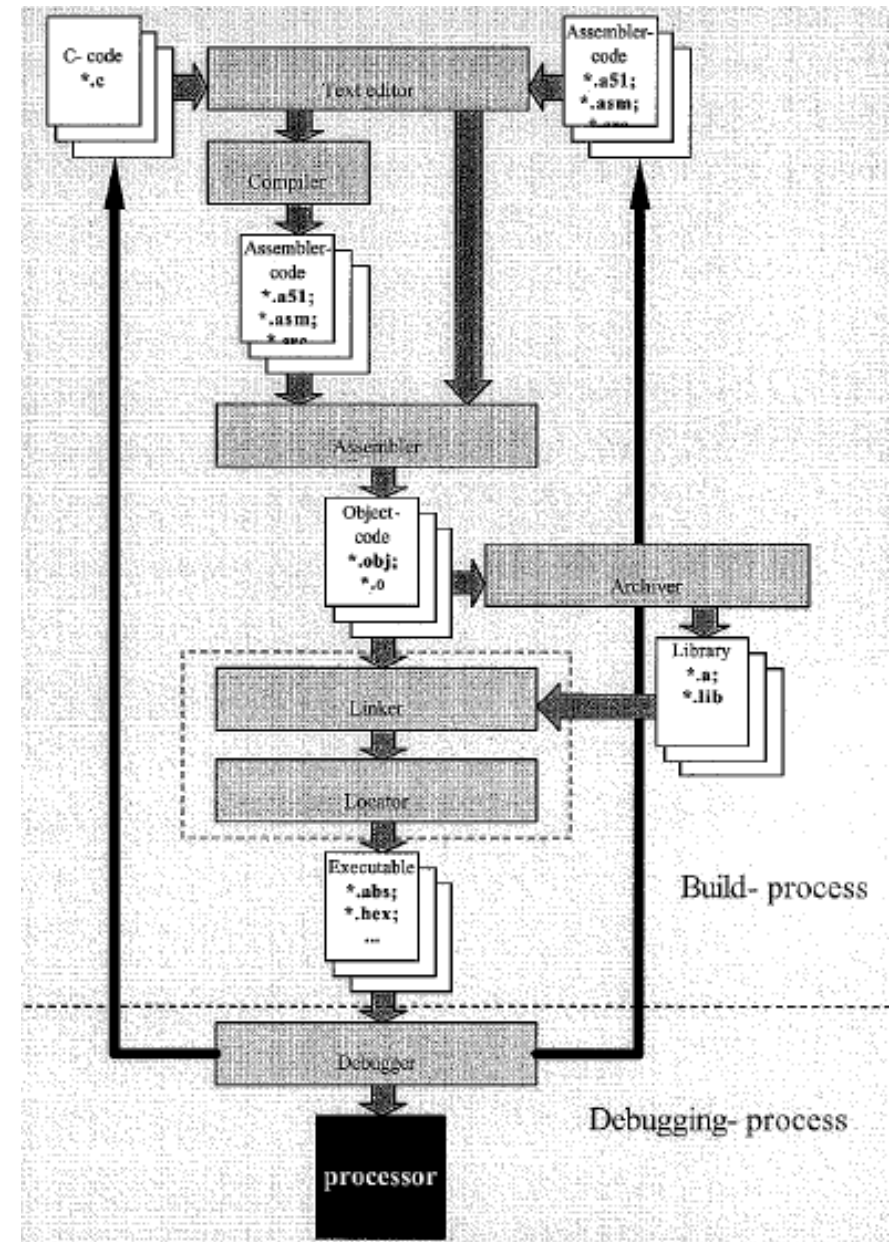 C- code
*.c
Text editor
Assembler-
code
*.a51;
*.asm;
Compiler
Assembler-
code
*.a51;
*.asm;
Assembler
Object-
code
*.obj;
*.o
Archiver
Library
*.a;
*.lib
Linker
Locator
Executable
*.abs;
*.hex;
...
Build- process
Debugger
Debugging- process
processor